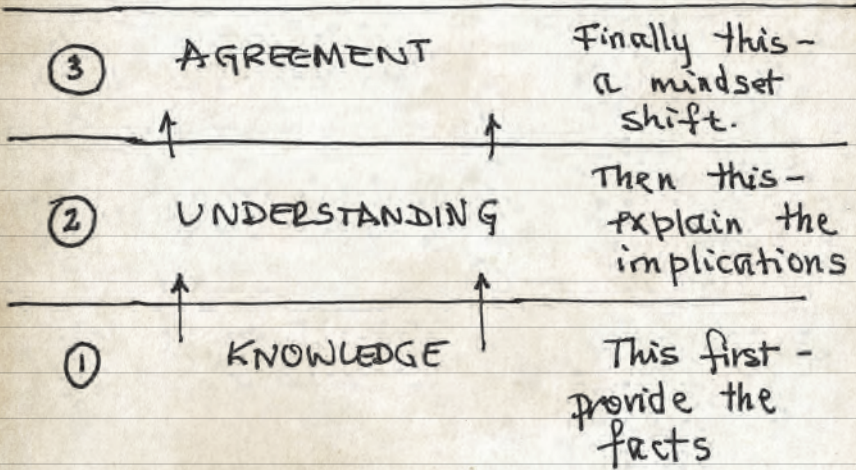 ③ AGREEMENT
Finally this-
a mindset
shift.
② UNDERSTANDING
Then this-
explain the
implications
① KNOWLEDGE
This first -
provide the
facts